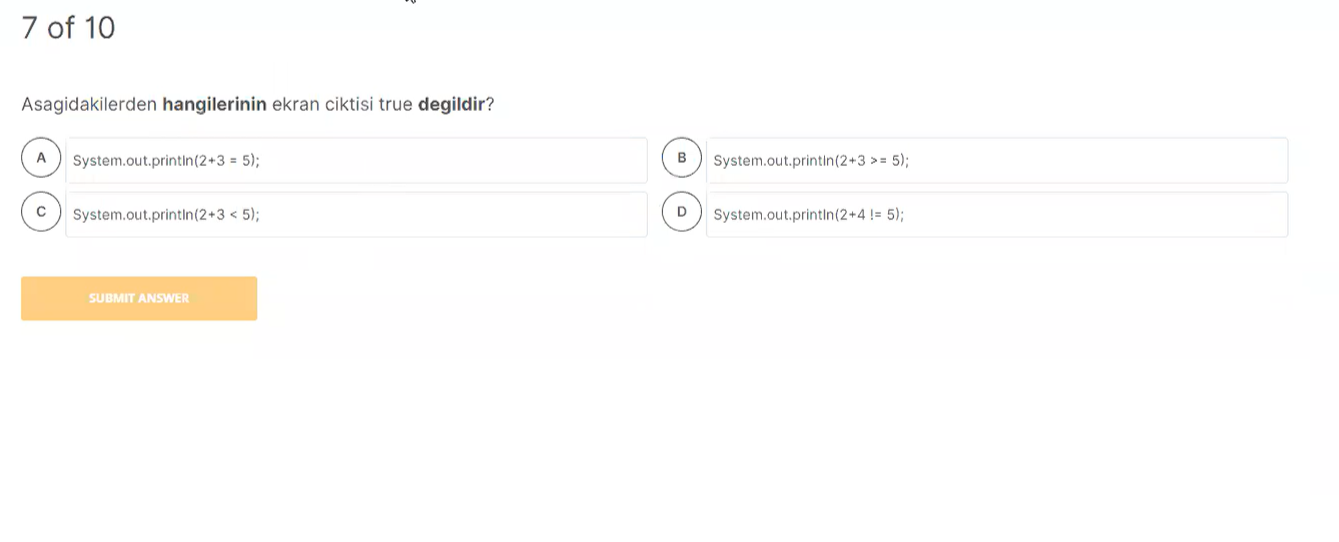 7 of 10
Asagidakilerden hangilerinin ekran ciktisi true degildir?
A System.out.println(2+3 = 5);
B System.out.println(2+3 >= 5);
C System.out.println(2+3 < 5);
D System.out.println(2+4 != 5);
SUBMIT ANSWER